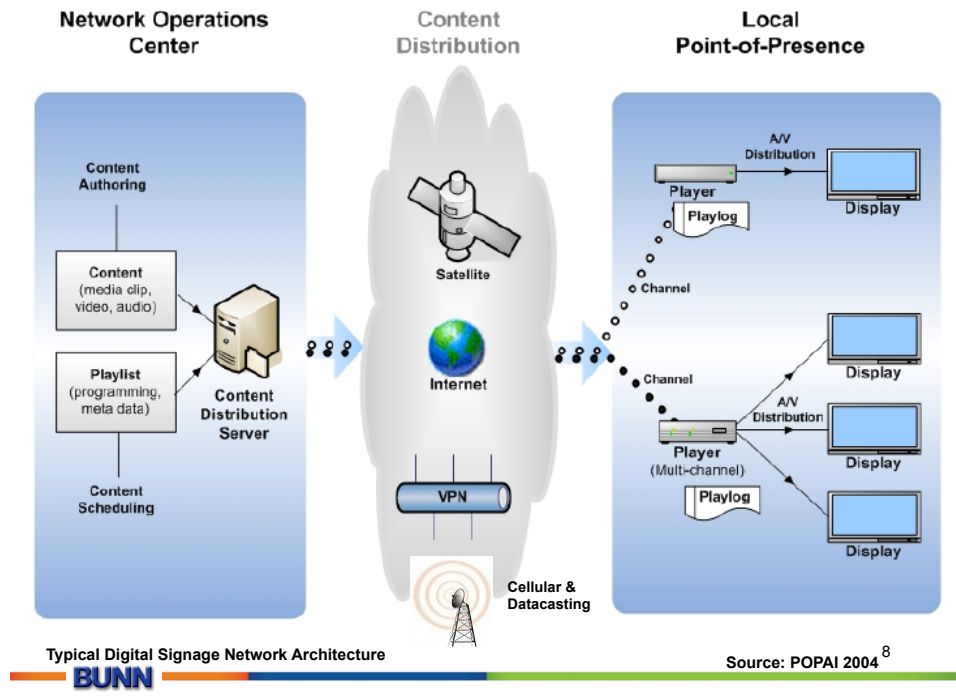 Network Operations
Center
Content
Distribution
Local
Point-of-Presence
Content
Authoring
Content
(media clip,
video, audio)
Playlist
(programming,
meta data)
Content
Scheduling
Content
Distribution
Server
Satellite
Internet
VPN
Cellular &
Datacasting
A/V
Distribution
Player
Playlog
Display
Channel
Channel
Display
A/V
Distribution
Display
Player
(Multi-channel)
Playlog
Display
Typical Digital Signage Network Architecture
Source: POPAI 2004
8
BUNN